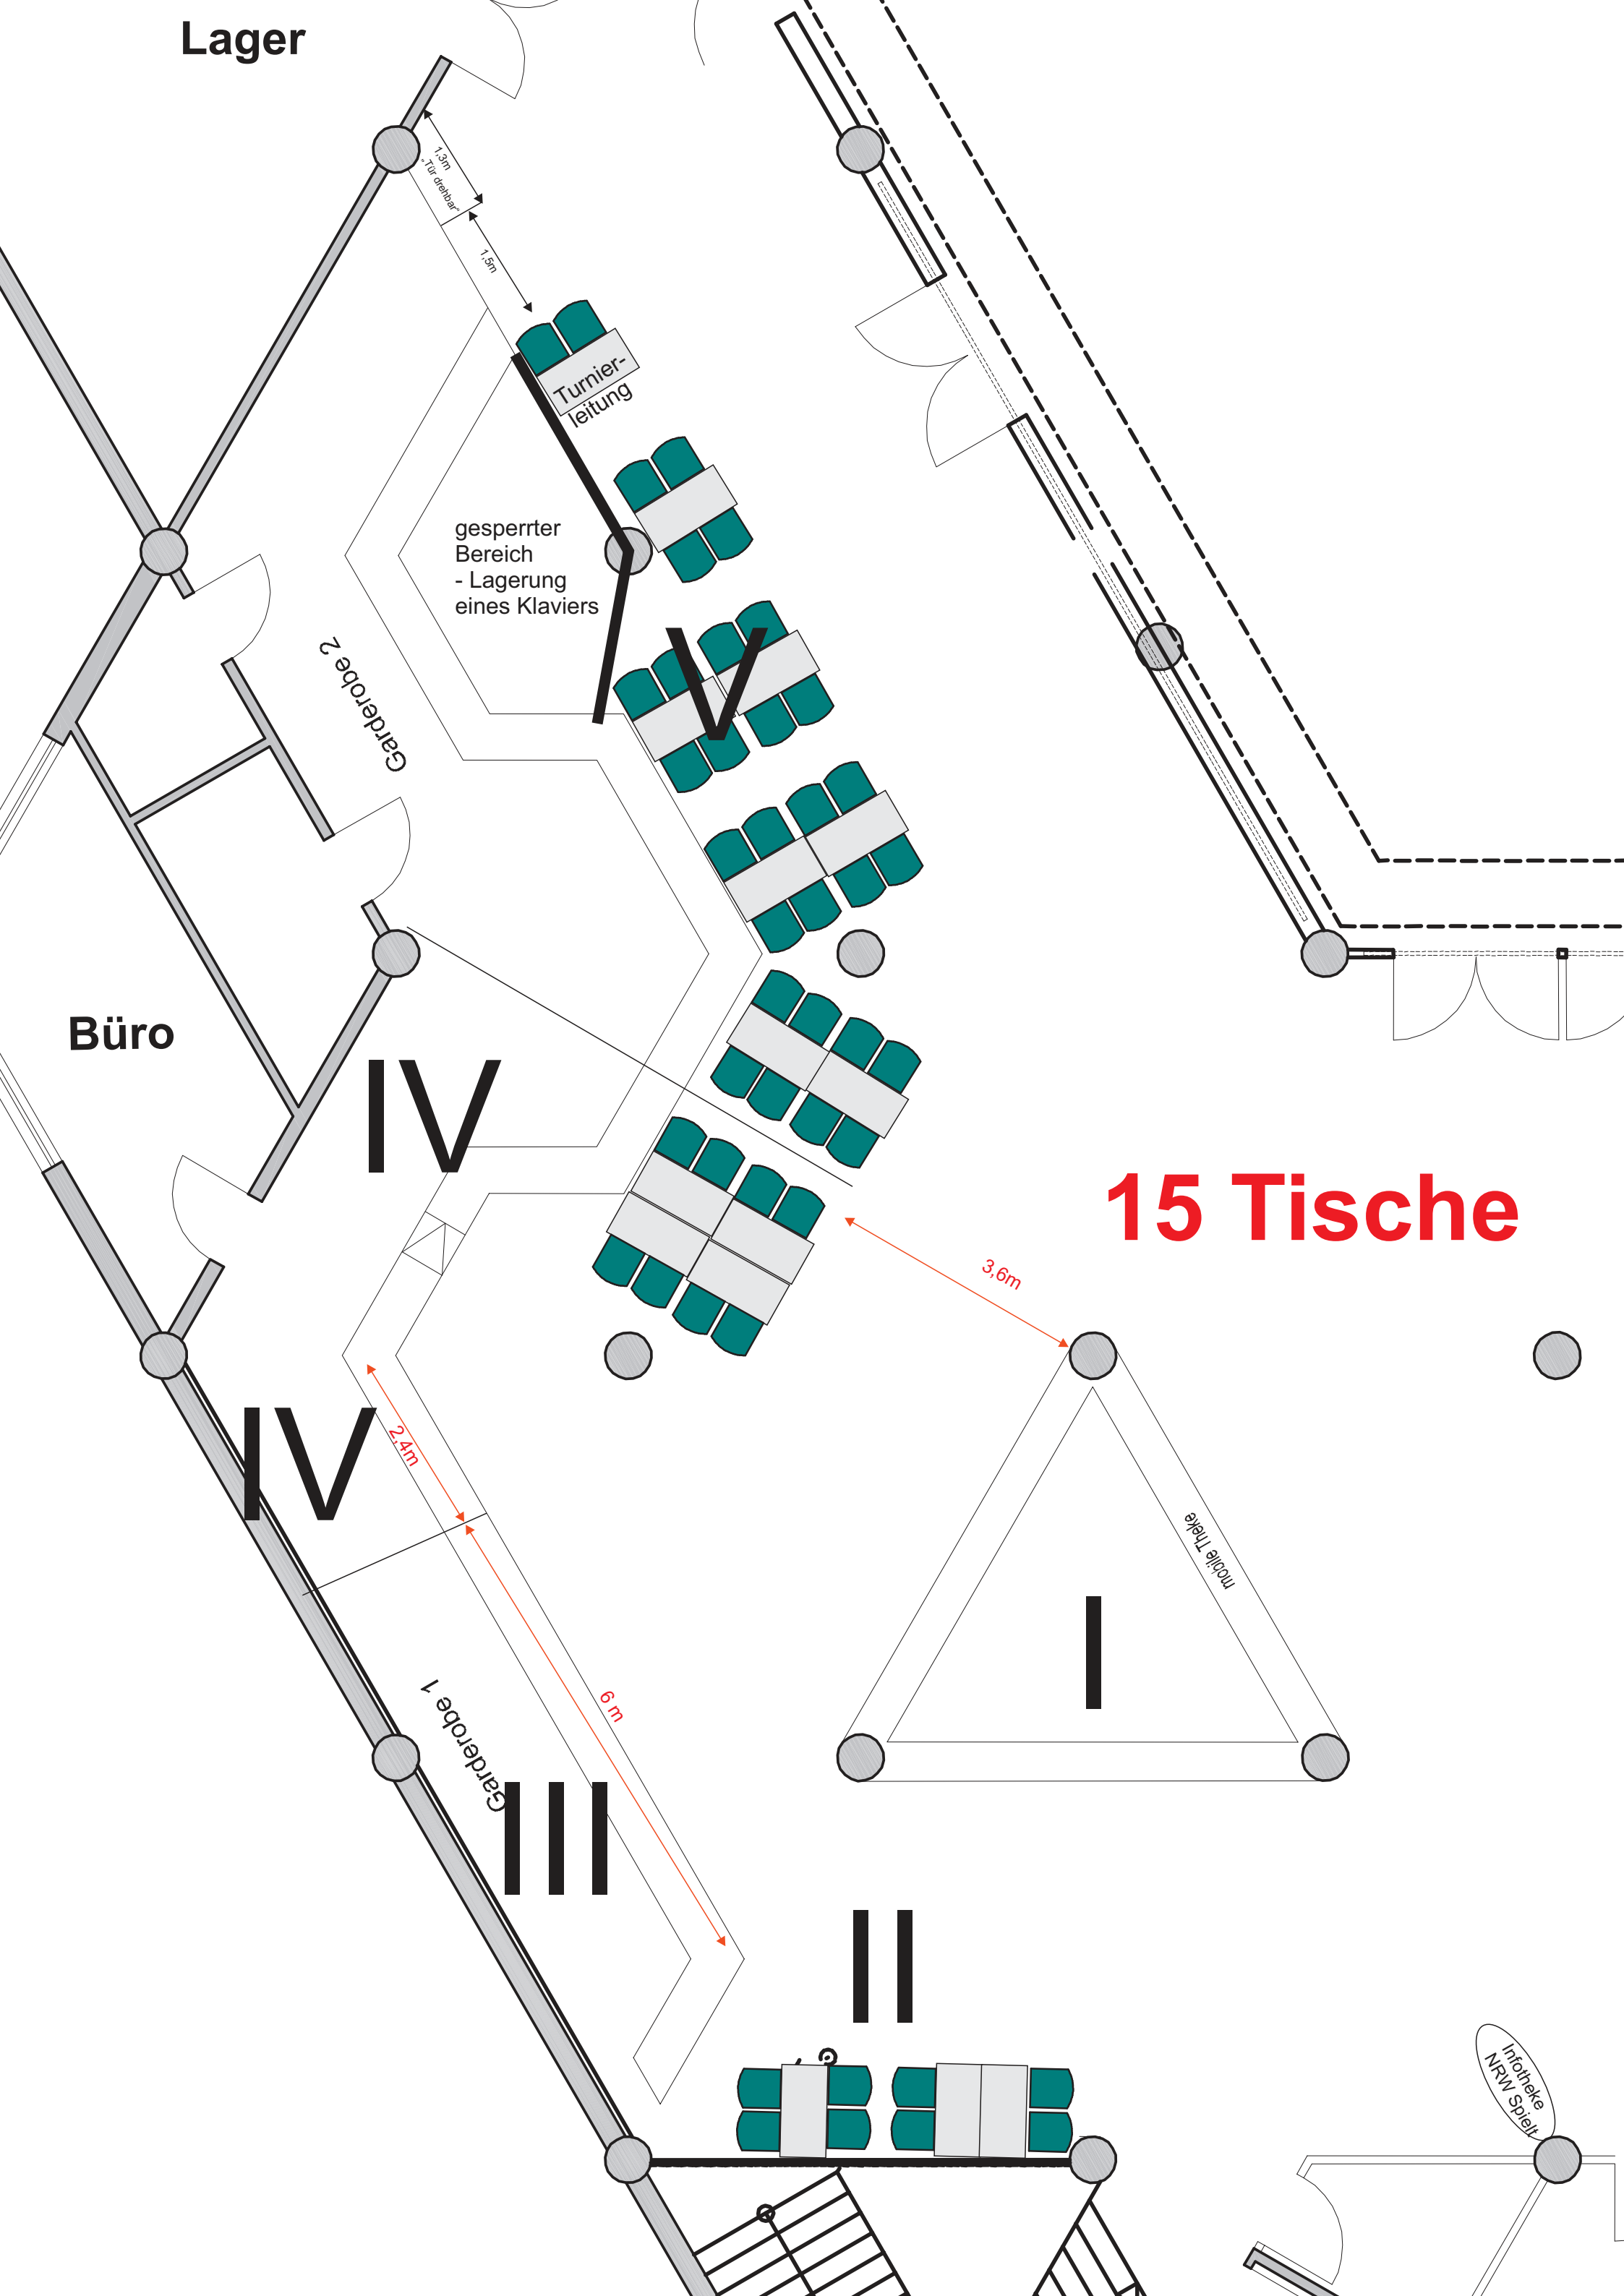 Lager
1,3m
„Tür drehbar“
1,5m
Turnier-
leitung
gesperrter
Bereich
- Lagerung
eines Klaviers
V
Garderobe 2
Büro
IV
15 Tische
3,6m
IV
2,4m
mobile Theke
I
6 m
Garderobe 1
III
II
Infotheke
NRW Spielt